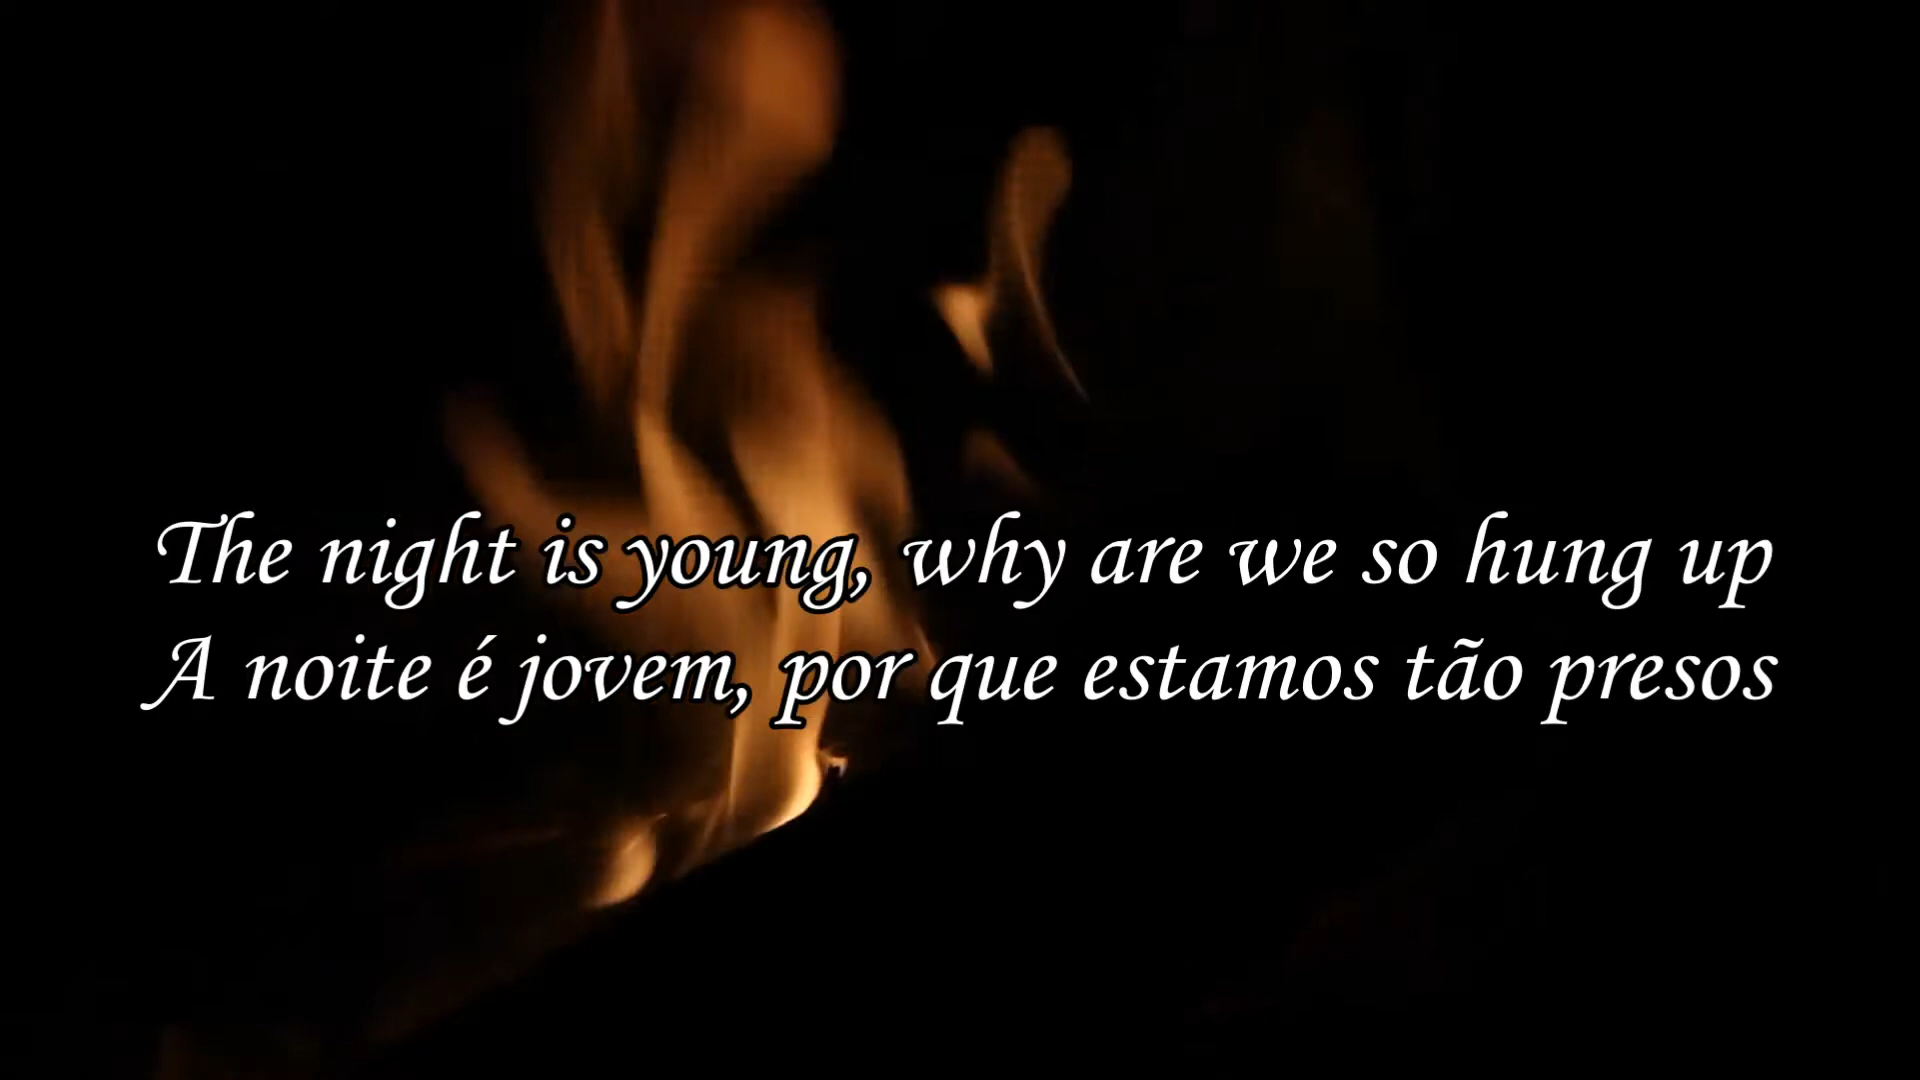 The night is young, why are we so hung up
A noite é jovem, por que estamos tão presos